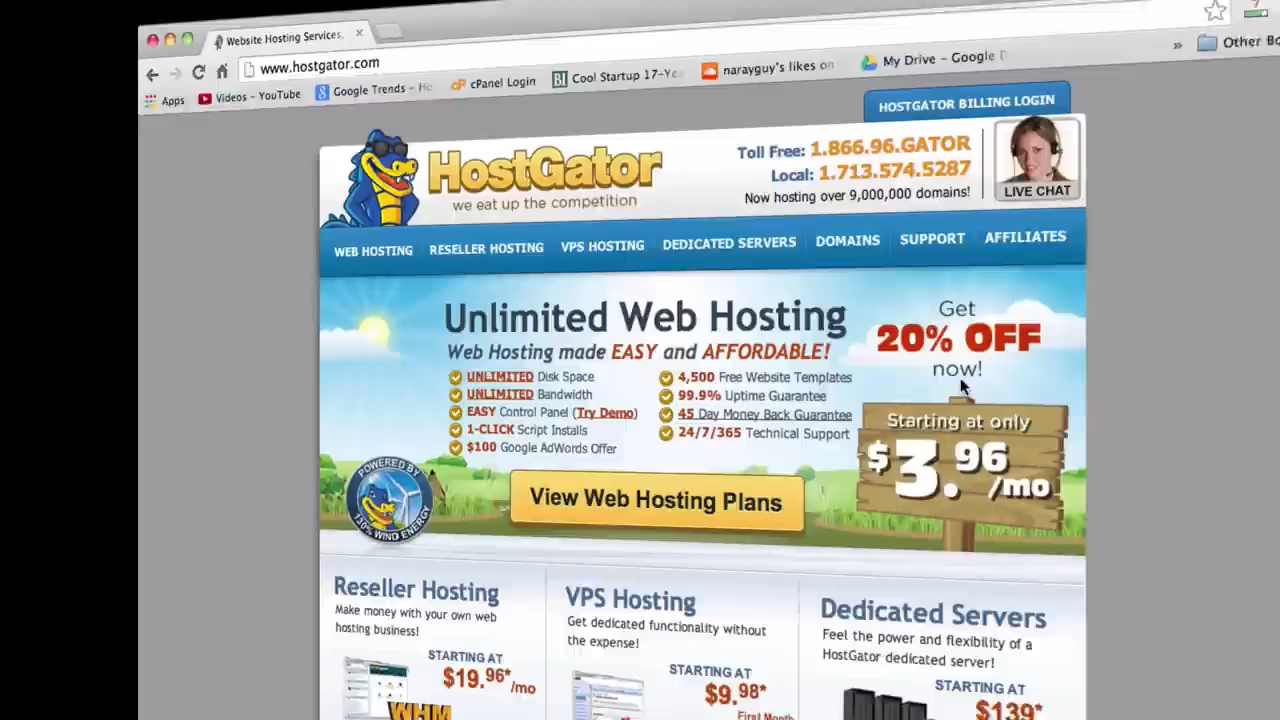 Website Hosting Services,
www.hostgator.com
Other Bo
Apps
Videos - YouTube
Google Trends - Ho
cPanel Login
Cool Startup 17-Ye
narayguy's likes on
My Drive - Google D
HOSTGATOR BILLING LOGIN
HostGator
we eat up the competition
Toll Free: 1.866.96.GATOR
Local: 1.713.574.5287
Now hosting over 9,000,000 domains!
LIVE CHAT
WEB HOSTING
RESELLER HOSTING
VPS HOSTING
DEDICATED SERVERS
DOMAINS
SUPPORT
AFFILIATES
Unlimited Web Hosting
Web Hosting made EASY and AFFORDABLE!
UNLIMITED Disk Space
UNLIMITED Bandwidth
EASY Control Panel (Try Demo)
1-CLICK Script Installs
$100 Google AdWords Offer
4,500 Free Website Templates
99.9% Uptime Guarantee
45 Day Money Back Guarantee
24/7/365 Technical Support
Get
20% OFF
now!
Starting at only
$3.96
/mo
POWERED BY
130% WIND ENERGY
View Web Hosting Plans
Reseller Hosting
Make money with your own web
hosting business!
STARTING AT
$19.96*/mo
WHM
VPS Hosting
Get dedicated functionality without
the expense!
STARTING AT
$9.98*
First Month
Dedicated Servers
Feel the power and flexibility of a
HostGator dedicated server!
STARTING AT
$139*